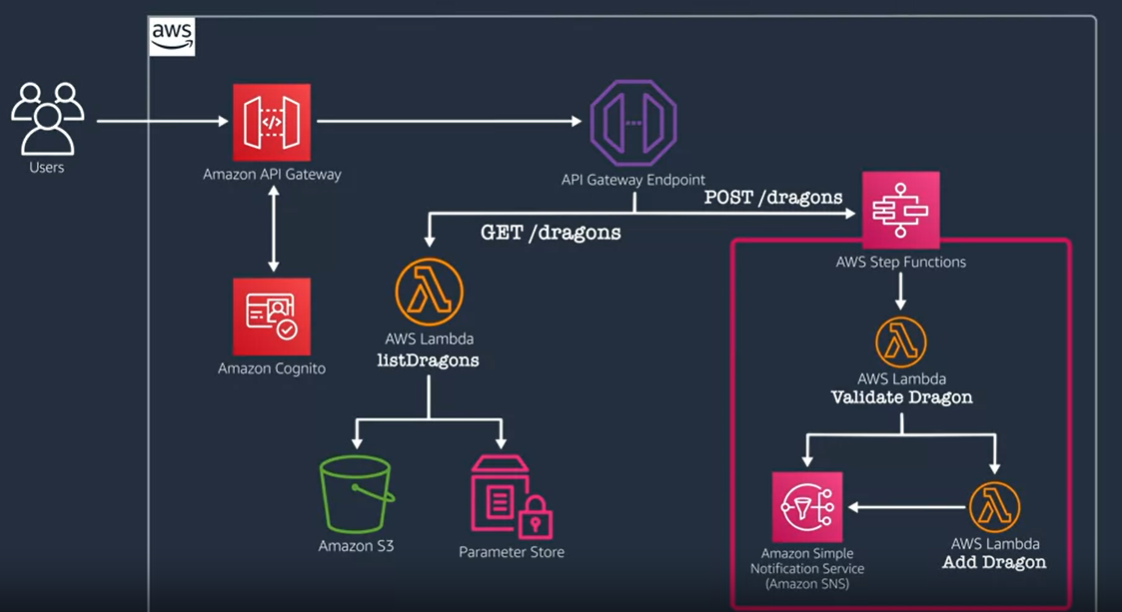 aws
Users
Amazon API Gateway
API Gateway Endpoint
POST /dragons
GET /dragons
AWS Step Functions
AWS Lambda
listDragons
Amazon Cognito
AWS Lambda
Validate Dragon
Amazon S3
Parameter Store
Amazon Simple
Notification Service
(Amazon SNS)
AWS Lambda
Add Dragon